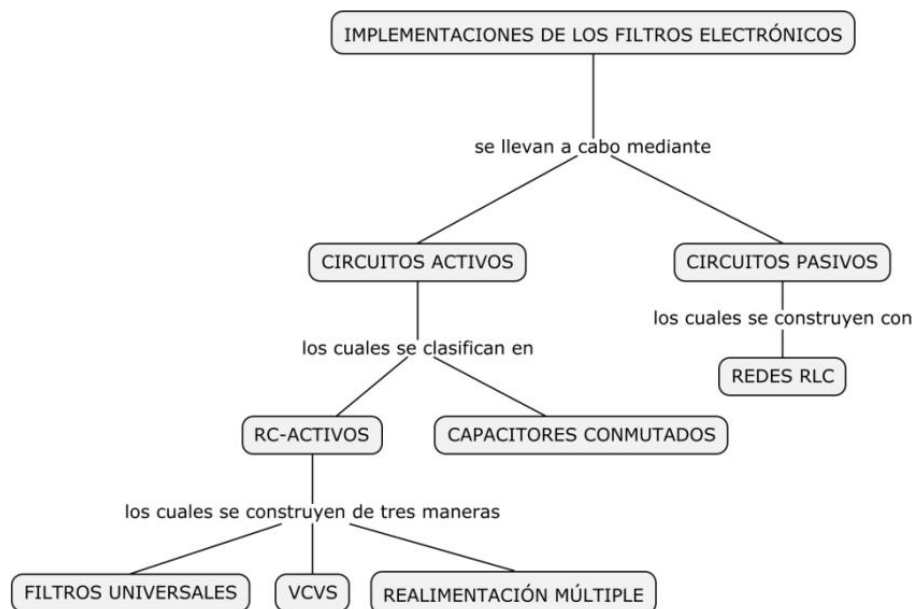 IMPLEMENTACIONES DE LOS FILTROS ELECTRÓNICOS
se llevan a cabo mediante
CIRCUITOS ACTIVOS
CIRCUITOS PASIVOS
los cuales se construyen con
los cuales se clasifican en
REDES RLC
RC-ACTIVOS
CAPACITORES CONMUTADOS
los cuales se construyen de tres maneras
FILTROS UNIVERSALES
VCVS
REALIMENTACIÓN MÚLTIPLE